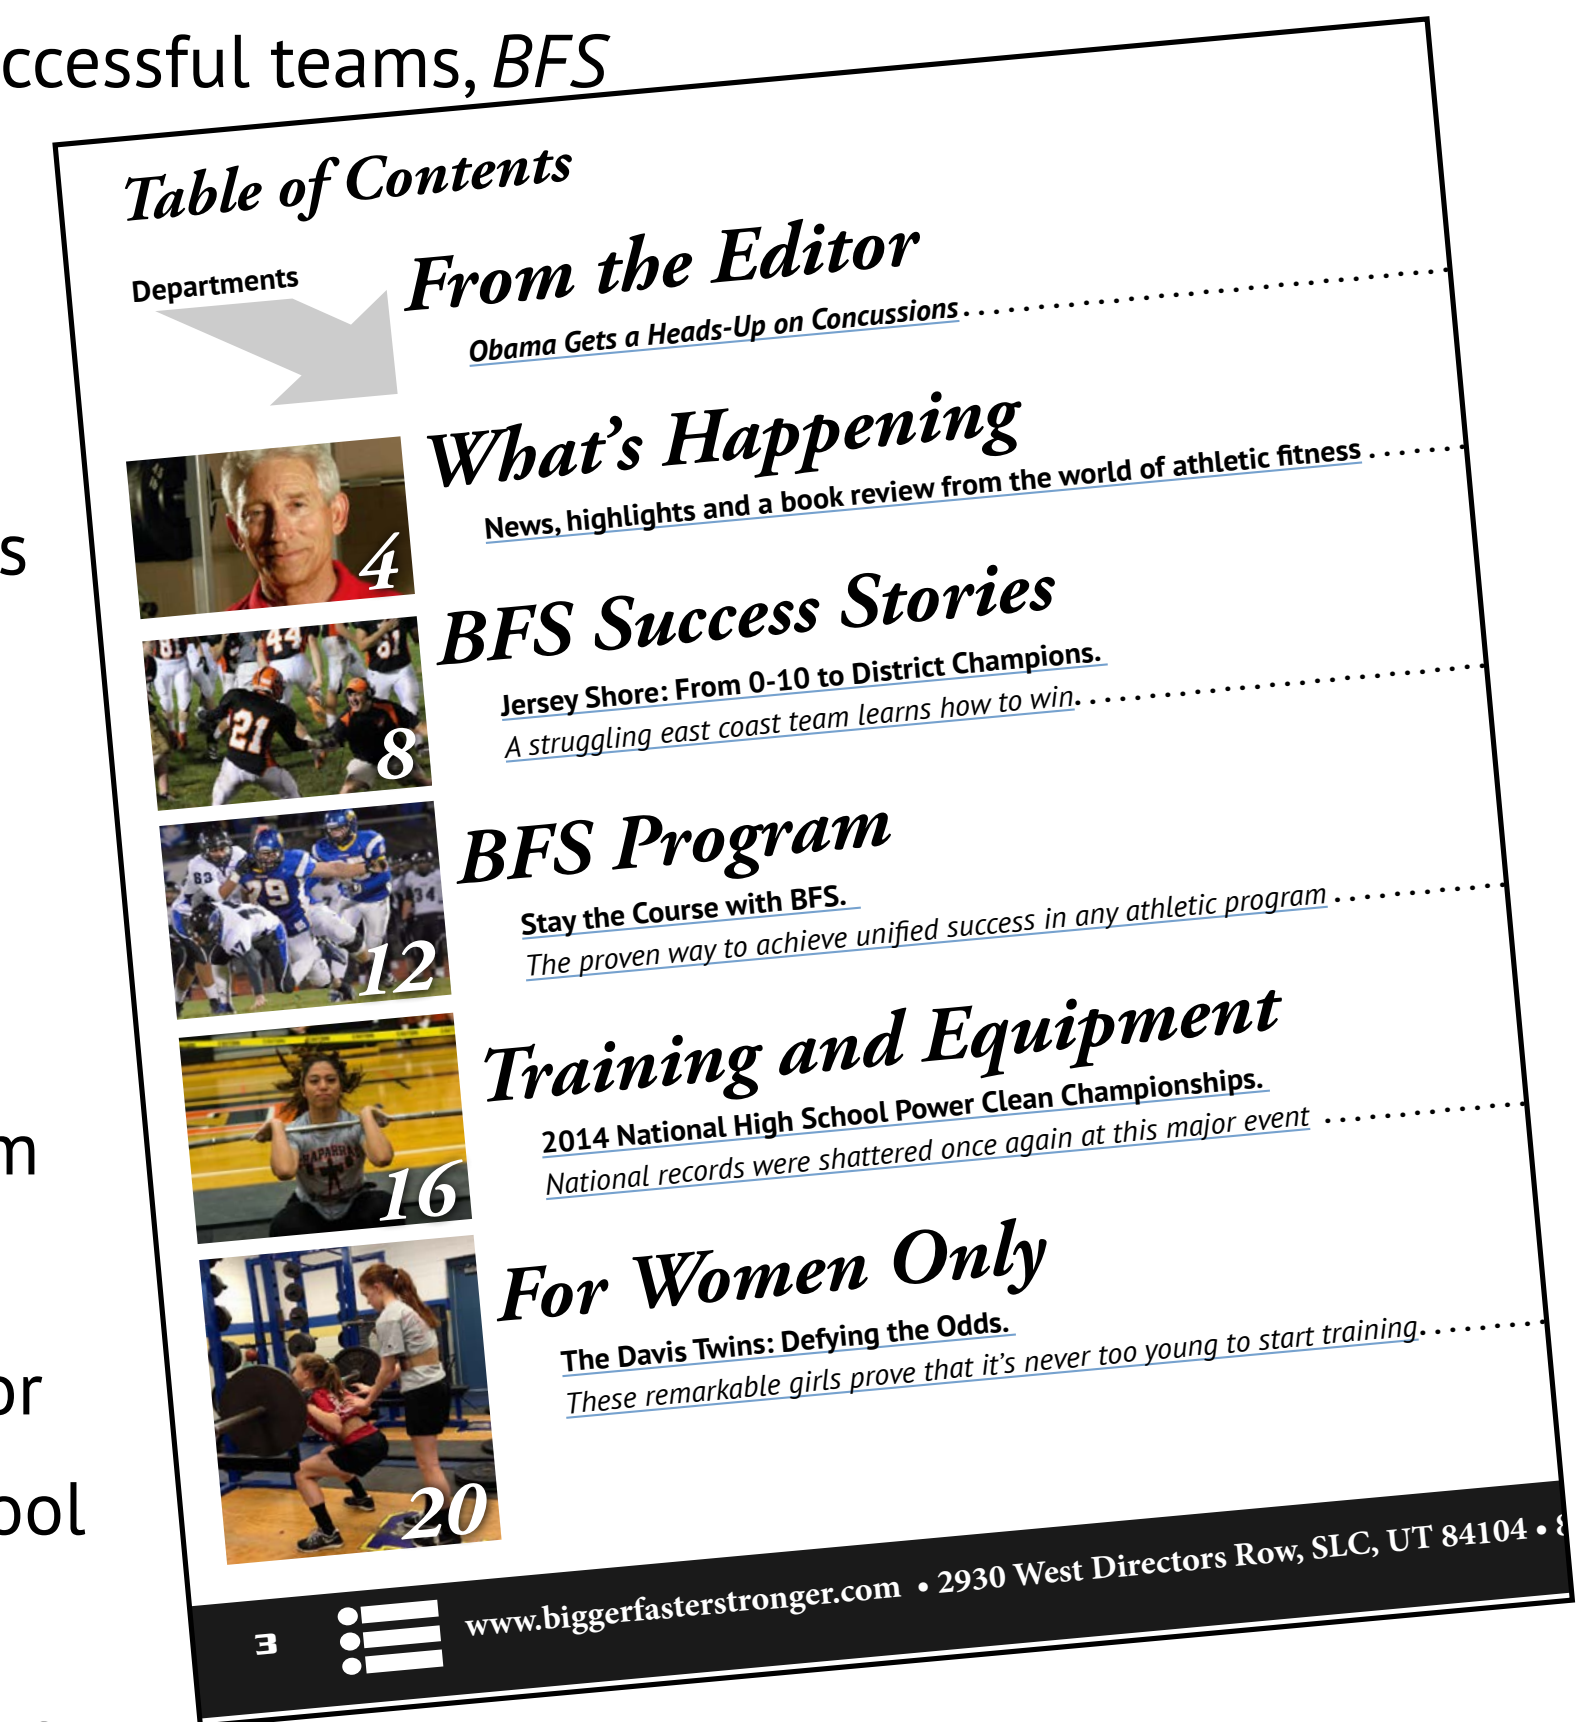 ccessful teams, BFS
s
m
or
ool
Table of Contents
Departments
From the Editor
Obama Gets a Heads-Up on Concussions
What's Happening
News, highlights and a book review from the world of athletic fitness
4
BFS Success Stories
Jersey Shore: From 0-10 to District Champions.
A struggling east coast team learns how to win
44
21
8
BFS Program
Stay the Course with BFS.
The proven way to achieve unified success in any athletic program
63
79
34
12
Training and Equipment
2014 National High School Power Clean Championships.
National records were shattered once again at this major event
16
For Women Only
The Davis Twins: Defying the Odds.
These remarkable girls prove that it's never too young to start training
20
3 www.biggerfasterstronger.com • 2930 West Directors Row, SLC, UT 84104 •